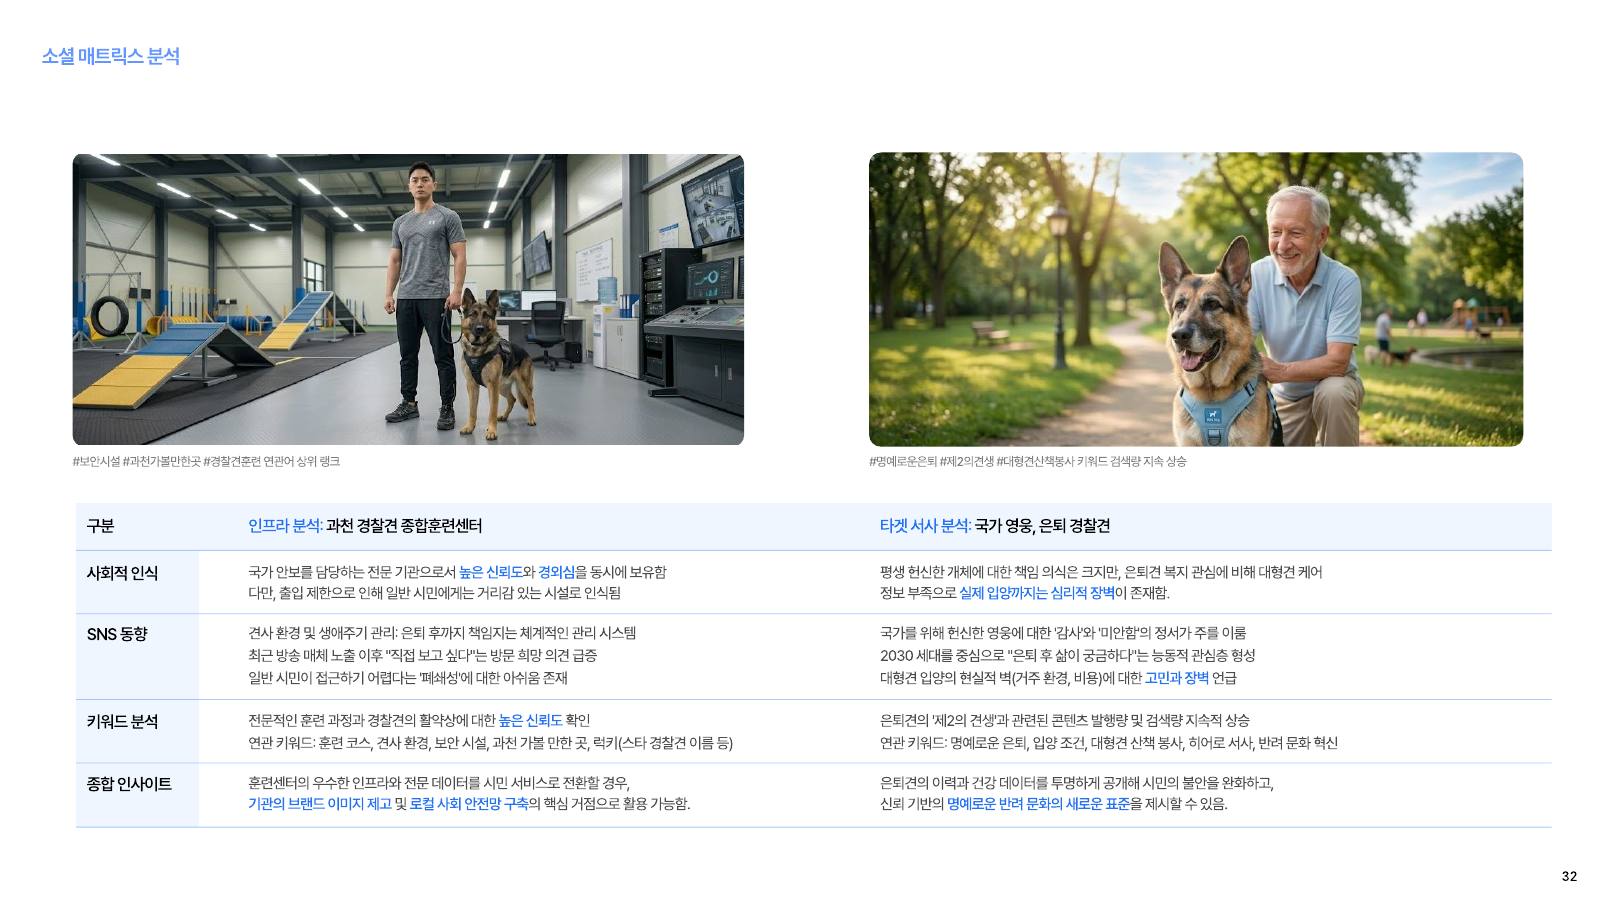 소셜 매트릭스 분석
#보안시설 #과천가볼만한곳 #경찰견훈련 연관어 상위 랭크
#명예로운은퇴 #제2의견생 #대형견산책봉사 키워드 검색량 지속 상승
구분
인프라 분석: 과천 경찰견 종합훈련센터
타겟 서사 분석: 국가 영웅, 은퇴 경찰견
사회적 인식
국가 안보를 담당하는 전문 기관으로서 높은 신뢰도와 경외심을 동시에 보유함
다만, 출입 제한으로 인해 일반 시민에게는 거리감 있는 시설로 인식됨
평생 헌신한 개체에 대한 책임 의식은 크지만, 은퇴견 복지 관심에 비해 대형견 케어
정보 부족으로 실제 입양까지는 심리적 장벽이 존재함.
SNS 동향
견사 환경 및 생애주기 관리: 은퇴 후까지 책임지는 체계적인 관리 시스템
최근 방송 매체 노출 이후 "직접 보고 싶다"는 방문 희망 의견 급증
일반 시민이 접근하기 어렵다는 '폐쇄성'에 대한 아쉬움 존재
국가를 위해 헌신한 영웅에 대한 '감사'와 '미안함'의 정서가 주를 이룸
2030 세대를 중심으로 "은퇴 후 삶이 궁금하다"는 능동적 관심층 형성
대형견 입양의 현실적 벽(거주 환경, 비용)에 대한 고민과 장벽 언급
키워드 분석
전문적인 훈련 과정과 경찰견의 활약상에 대한 높은 신뢰도 확인
연관 키워드: 훈련 코스, 견사 환경, 보안 시설, 과천 가볼 만한 곳, 럭키(스타 경찰견 이름 등)
은퇴견의 '제2의 견생'과 관련된 콘텐츠 발행량 및 검색량 지속적 상승
연관 키워드: 명예로운 은퇴, 입양 조건, 대형견 산책 봉사, 히어로 서사, 반려 문화 혁신
종합 인사이트
훈련센터의 우수한 인프라와 전문 데이터를 시민 서비스로 전환할 경우,
기관의 브랜드 이미지 제고 및 로컬 사회 안전망 구축의 핵심 거점으로 활용 가능함.
은퇴견의 이력과 건강 데이터를 투명하게 공개해 시민의 불안을 완화하고,
신뢰 기반의 명예로운 반려 문화의 새로운 표준을 제시할 수 있음.
32